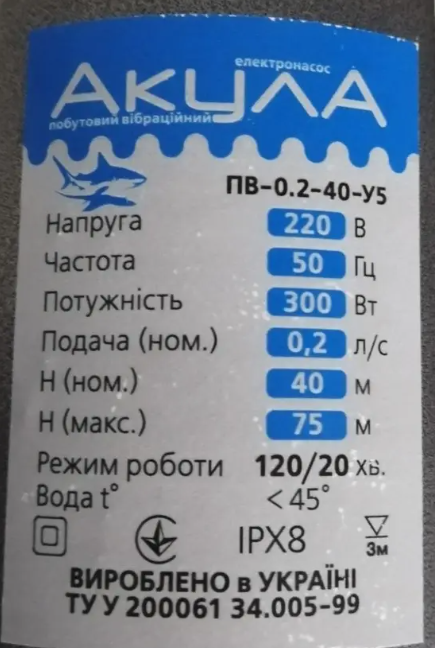 електронасос
АКУЛА
побутовий вібраційний
ПВ-0.2-40-У5
Напруга 220 В
Частота 50 Гц
Потужність 300 Вт
Подача (ном.) 0,2 л/с
Н (ном.) 40 м
Н (макс.) 75 м
Режим роботи 120/20 хв.
Вода t° <45°
IPX8 3м
ВИРОБЛЕНО в УКРАЇНІ
ТУ У 200061 34.005-99